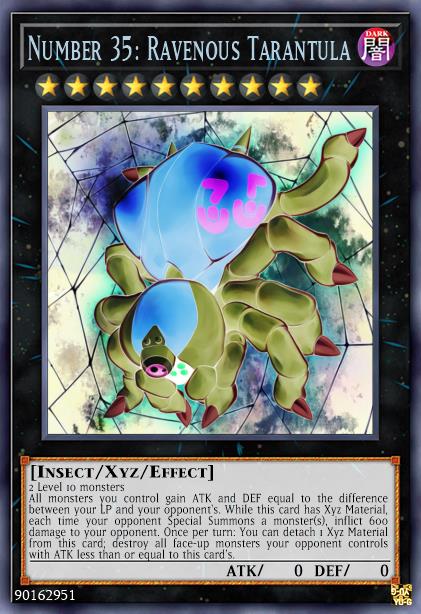 Number 35: Ravenous Tarantula
DARK
闇
35
[Insect/Xyz/Effect]
2 Level 10 monsters
All monsters you control gain ATK and DEF equal to the difference
between your LP and your opponent's. While this card has Xyz Material,
each time your opponent Special Summons a monster(s), inflict 600
damage to your opponent. Once per turn: You can detach 1 Xyz Material
from this card; destroy all face-up monsters your opponent controls
with ATK less than or equal to this card's.
ATK/ 0 DEF/ 0
90162951